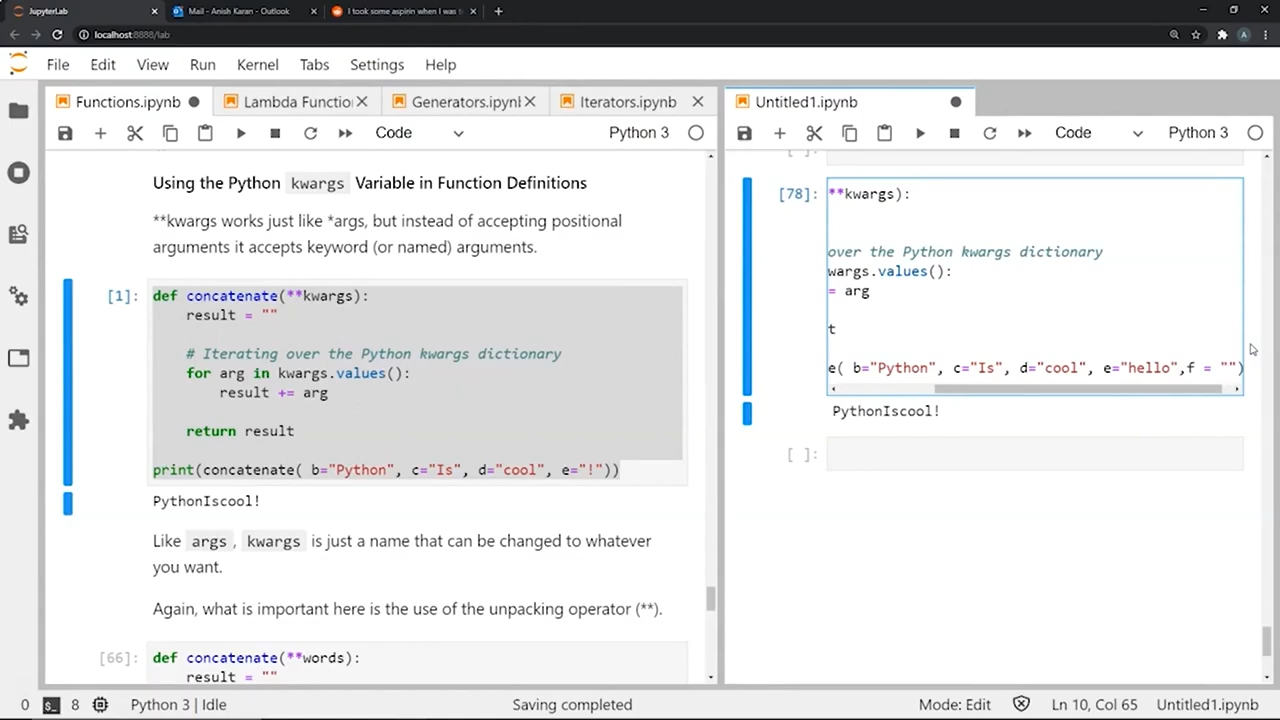 JupyterLab
Mail - Anish Karan - Outlook
I took some aspirin when I was
localhost:8888/lab
A
File Edit View Run Kernel Tabs Settings Help
Functions.ipynb
Lambda Functio
Generators.ipynl
Iterators.ipynb
Untitled1.ipynb
Code
Python 3
Code
Python 3
Using the Python kwargs Variable in Function Definitions
**kwargs works just like *args, but instead of accepting positional
arguments it accepts keyword (or named) arguments.
[1]:
def concatenate(**kwargs):
result = ""
# Iterating over the Python kwargs dictionary
for arg in kwargs.values():
result += arg
return result
print(concatenate( b="Python", c="Is", d="cool", e="!"))
PythonIscool!
Like args, kwargs is just a name that can be changed to whatever
you want.
Again, what is important here is the use of the unpacking operator (**).
[66]:
def concatenate(**words):
result = ""
[ ]:
[78]:
**kwargs):
over the Python kwargs dictionary
wargs.values():
= arg
t
e( b="Python", c="Is", d="cool", e="hello",f = "")
PythonIscool!
[ ]:
0
8
Python 3 | Idle
Saving completed
Mode: Edit
Ln 10, Col 65
Untitled1.ipynb